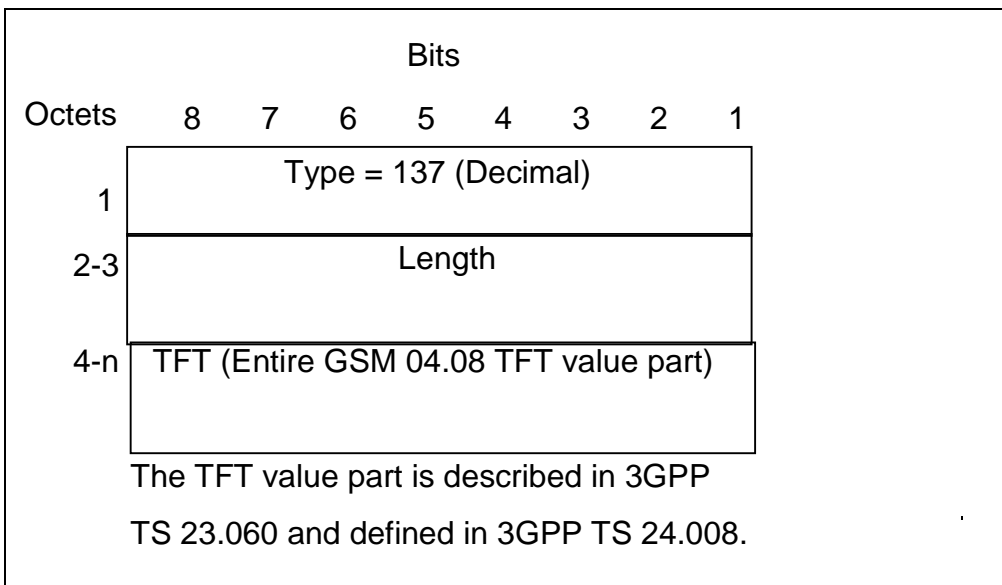 Bits
Octets 8 7 6 5 4 3 2 1
1 Type = 137 (Decimal)
2-3 Length
4-n TFT (Entire GSM 04.08 TFT value part)
The TFT value part is described in 3GPP
TS 23.060 and defined in 3GPP TS 24.008.